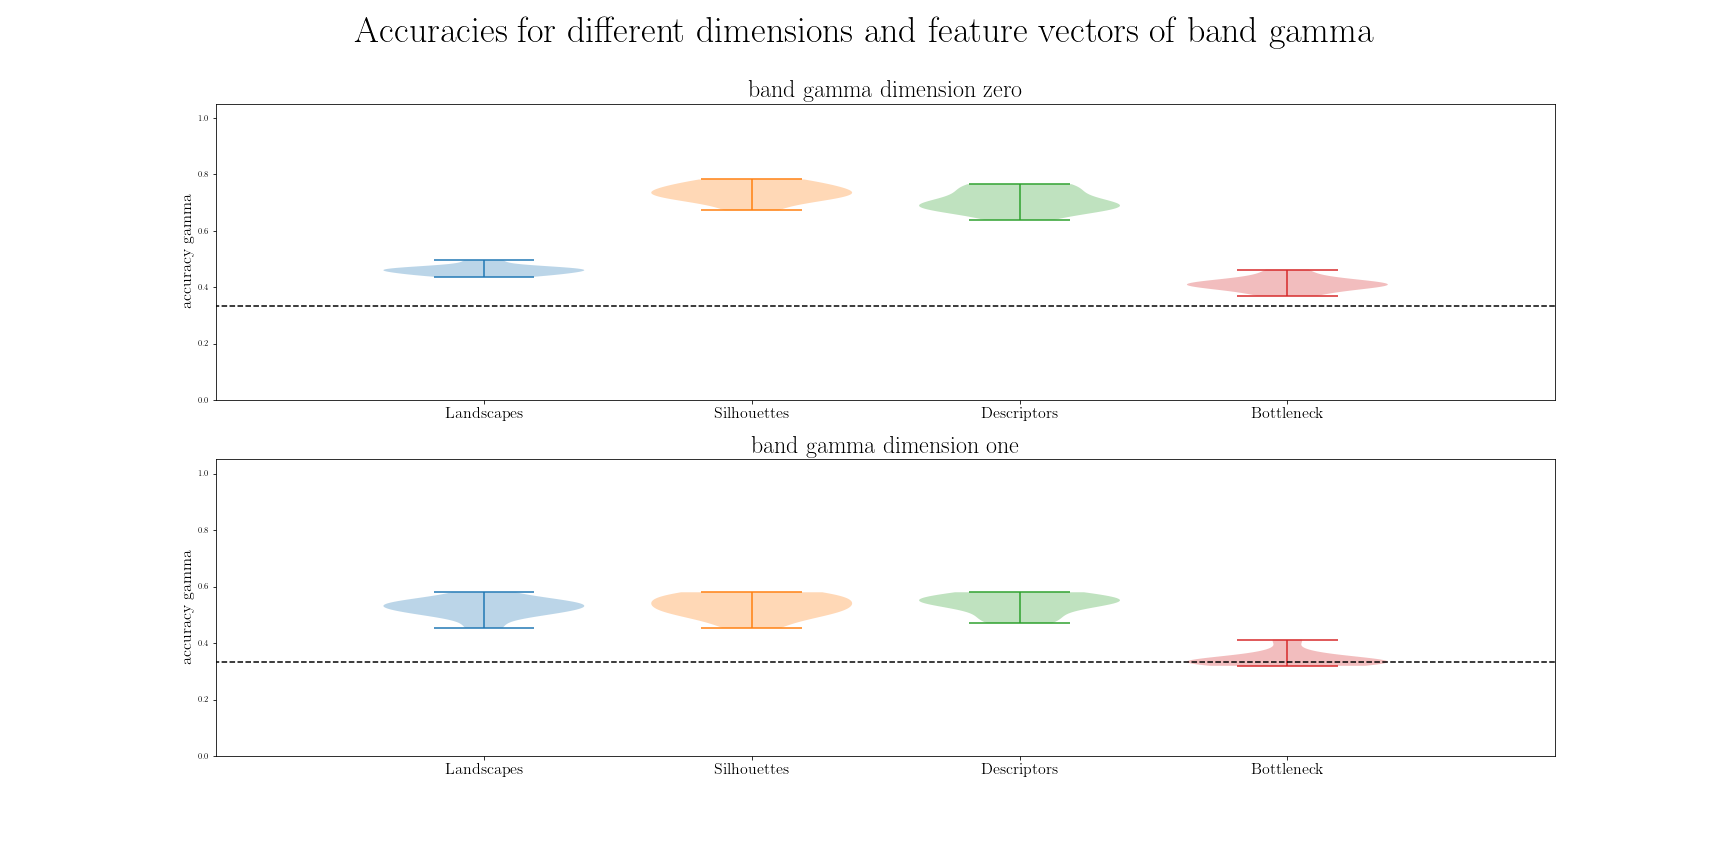 Accuracies for different dimensions and feature vectors of band gamma
band gamma dimension zero
accuracy gamma
1.0
0.8
0.6
0.4
0.2
0.0
Landscapes Silhouettes Descriptors Bottleneck
band gamma dimension one
accuracy gamma
1.0
0.8
0.6
0.4
0.2
0.0
Landscapes Silhouettes Descriptors Bottleneck